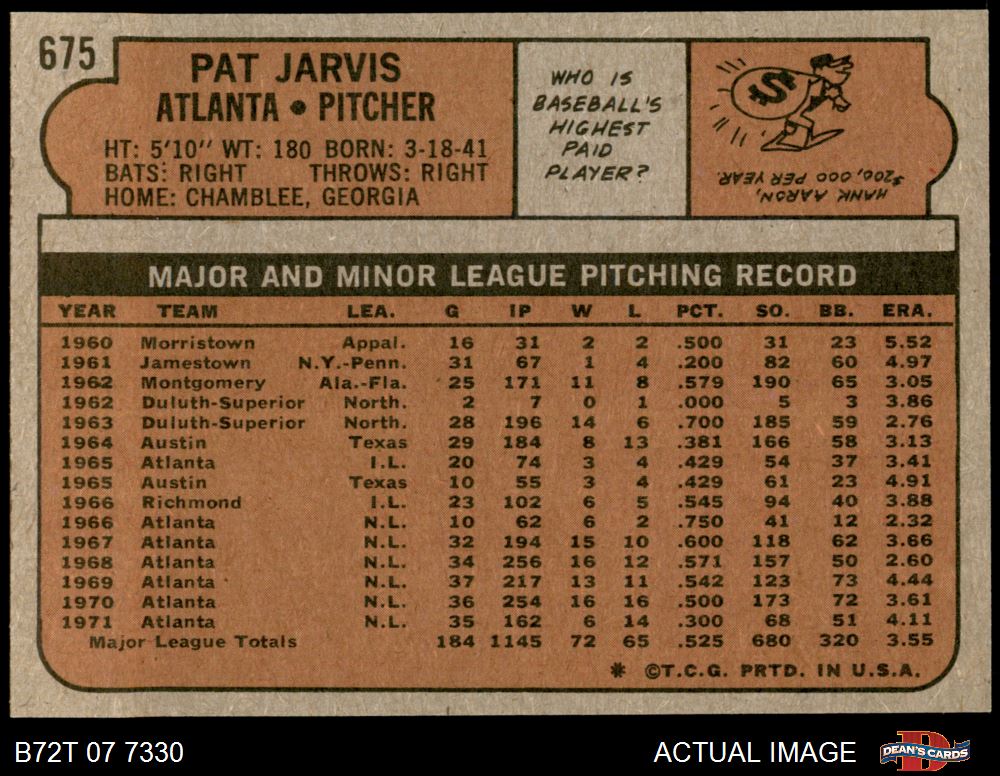 675
PAT JARVIS
ATLANTA • PITCHER
HT: 5'10" WT: 180 BORN: 3-18-41
BATS: RIGHT THROWS: RIGHT
HOME: CHAMBLEE, GEORGIA
WHO IS
BASEBALL'S
HIGHEST
PAID
PLAYER?
$
HANK AARON,
$200,000 PER YEAR.
MAJOR AND MINOR LEAGUE PITCHING RECORD
YEAR TEAM LEA. G IP W L PCT. SO. BB. ERA.
1960 Morristown Appal. 16 31 2 2 .500 31 23 5.52
1961 Jamestown N.Y.-Penn. 31 67 1 4 .200 82 60 4.97
1962 Montgomery Ala.-Fla. 25 171 11 8 .579 190 65 3.05
1962 Duluth-Superior North. 2 7 0 1 .000 5 3 3.86
1963 Duluth-Superior North. 28 196 14 6 .700 185 59 2.76
1964 Austin Texas 29 184 8 13 .381 166 58 3.13
1965 Atlanta I.L. 20 74 3 4 .429 54 37 3.41
1965 Austin Texas 10 55 3 4 .429 61 23 4.91
1966 Richmond I.L. 23 102 6 5 .545 94 40 3.88
1966 Atlanta N.L. 10 62 6 2 .750 41 12 2.32
1967 Atlanta N.L. 32 194 15 10 .600 118 62 3.66
1968 Atlanta N.L. 34 256 16 12 .571 157 50 2.60
1969 Atlanta N.L. 37 217 13 11 .542 123 73 4.44
1970 Atlanta N.L. 36 254 16 16 .500 173 72 3.61
1971 Atlanta N.L. 35 162 6 14 .300 68 51 4.11
Major League Totals 184 1145 72 65 .525 680 320 3.55
* ©T.C.G. PRTD. IN U.S.A.
B72T 07 7330 ACTUAL IMAGE D DEAN'S CARDS